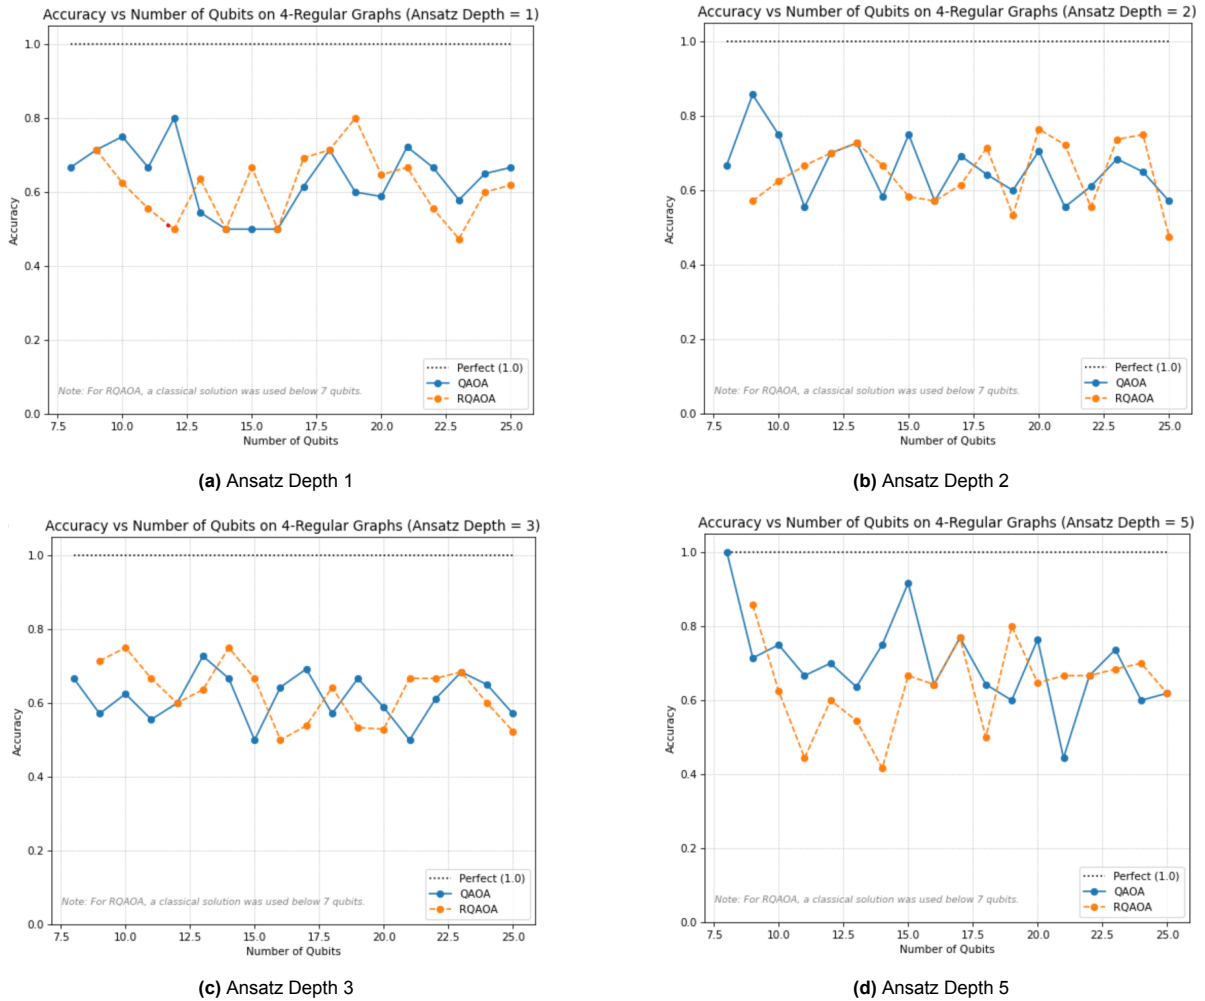 Accuracy vs Number of Qubits on 4-Regular Graphs (Ansatz Depth = 1)
1.0
0.8
0.6
0.4
0.2
0.0
Accuracy
Note: For RQAOA, a classical solution was used below 7 qubits.
Perfect (1.0)
QAOA
RQAOA
7.5 10.0 12.5 15.0 17.5 20.0 22.5 25.0
Number of Qubits
(a) Ansatz Depth 1
Accuracy vs Number of Qubits on 4-Regular Graphs (Ansatz Depth = 2)
1.0
0.8
0.6
0.4
0.2
0.0
Accuracy
Note: For RQAOA, a classical solution was used below 7 qubits.
Perfect (1.0)
QAOA
RQAOA
7.5 10.0 12.5 15.0 17.5 20.0 22.5 25.0
Number of Qubits
(b) Ansatz Depth 2
Accuracy vs Number of Qubits on 4-Regular Graphs (Ansatz Depth = 3)
1.0
0.8
0.6
0.4
0.2
0.0
Accuracy
Note: For RQAOA, a classical solution was used below 7 qubits.
Perfect (1.0)
QAOA
RQAOA
7.5 10.0 12.5 15.0 17.5 20.0 22.5 25.0
Number of Qubits
(c) Ansatz Depth 3
Accuracy vs Number of Qubits on 4-Regular Graphs (Ansatz Depth = 5)
1.0
0.8
0.6
0.4
0.2
0.0
Accuracy
Note: For RQAOA, a classical solution was used below 7 qubits.
Perfect (1.0)
QAOA
RQAOA
7.5 10.0 12.5 15.0 17.5 20.0 22.5 25.0
Number of Qubits
(d) Ansatz Depth 5